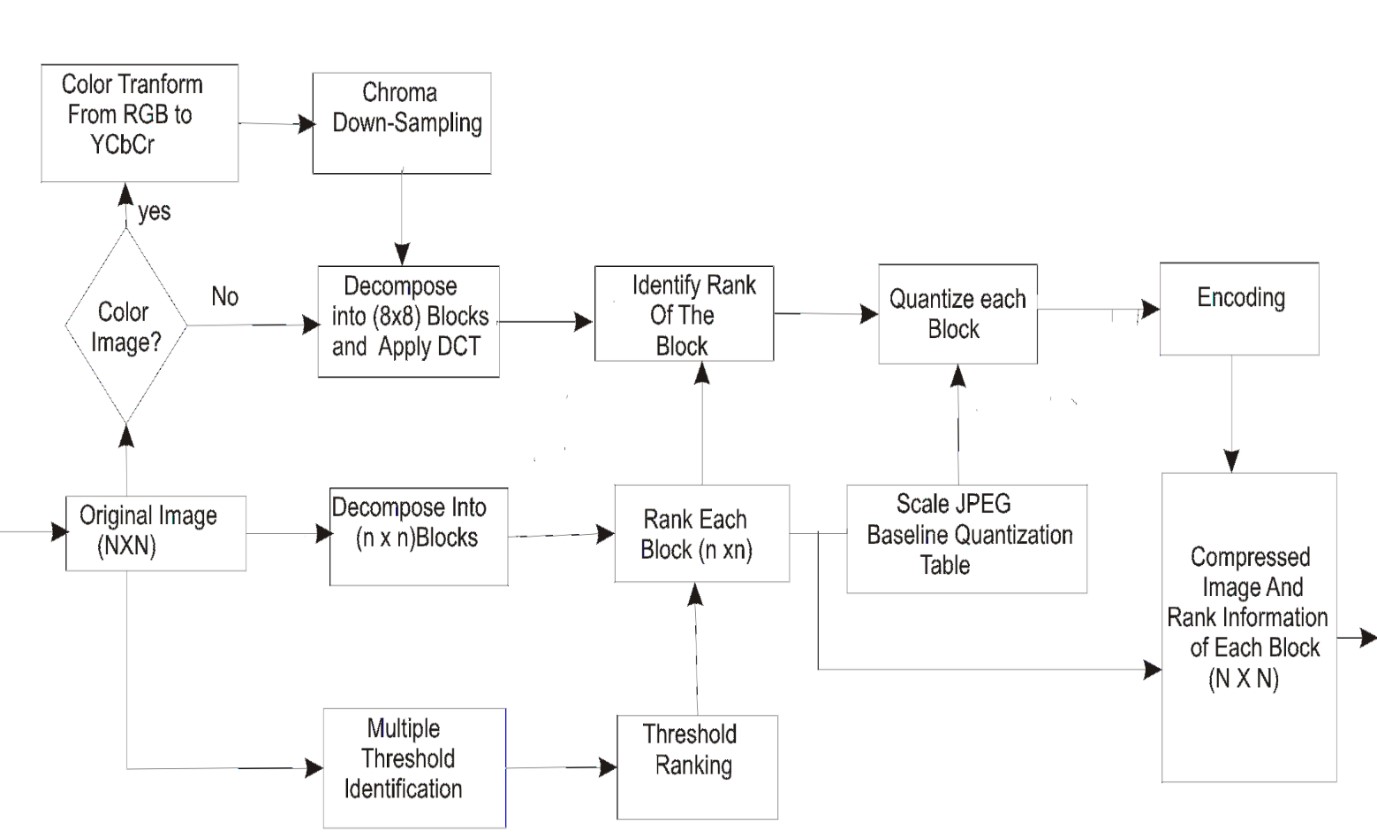 Color Tranform
From RGB to
YCbCr
Chroma
Down-Sampling
yes
Color
Image?
No
Decompose
into (8x8) Blocks
and Apply DCT
Identify Rank
Of The
Block
Quantize each
Block
Encoding
Original Image
(NXN)
Decompose Into
(n x n)Blocks
Rank Each
Block (n xn)
Scale JPEG
Baseline Quantization
Table
Compressed
Image And
Rank Information
of Each Block
(N X N)
Multiple
Threshold
Identification
Threshold
Ranking